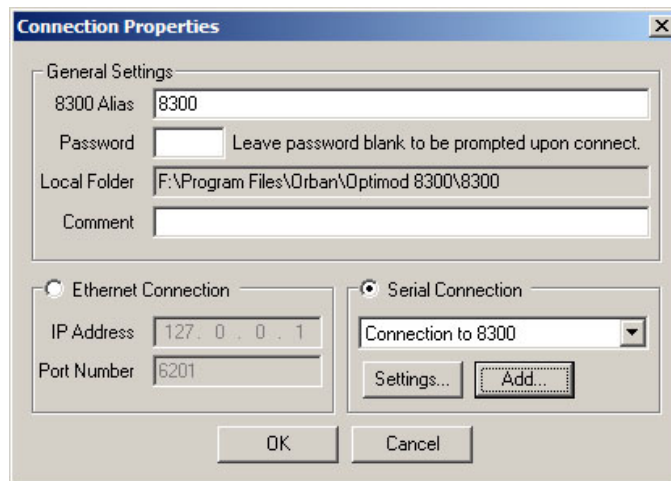 Connection Properties
General Settings
8300 Alias 8300
Password Leave password blank to be prompted upon connect.
Local Folder F:\Program Files\Orban\Optimod 8300\8300
Comment
Ethernet Connection
IP Address 127. 0 . 0 . 1
Port Number 6201
Serial Connection
Connection to 8300
Settings... Add...
OK Cancel